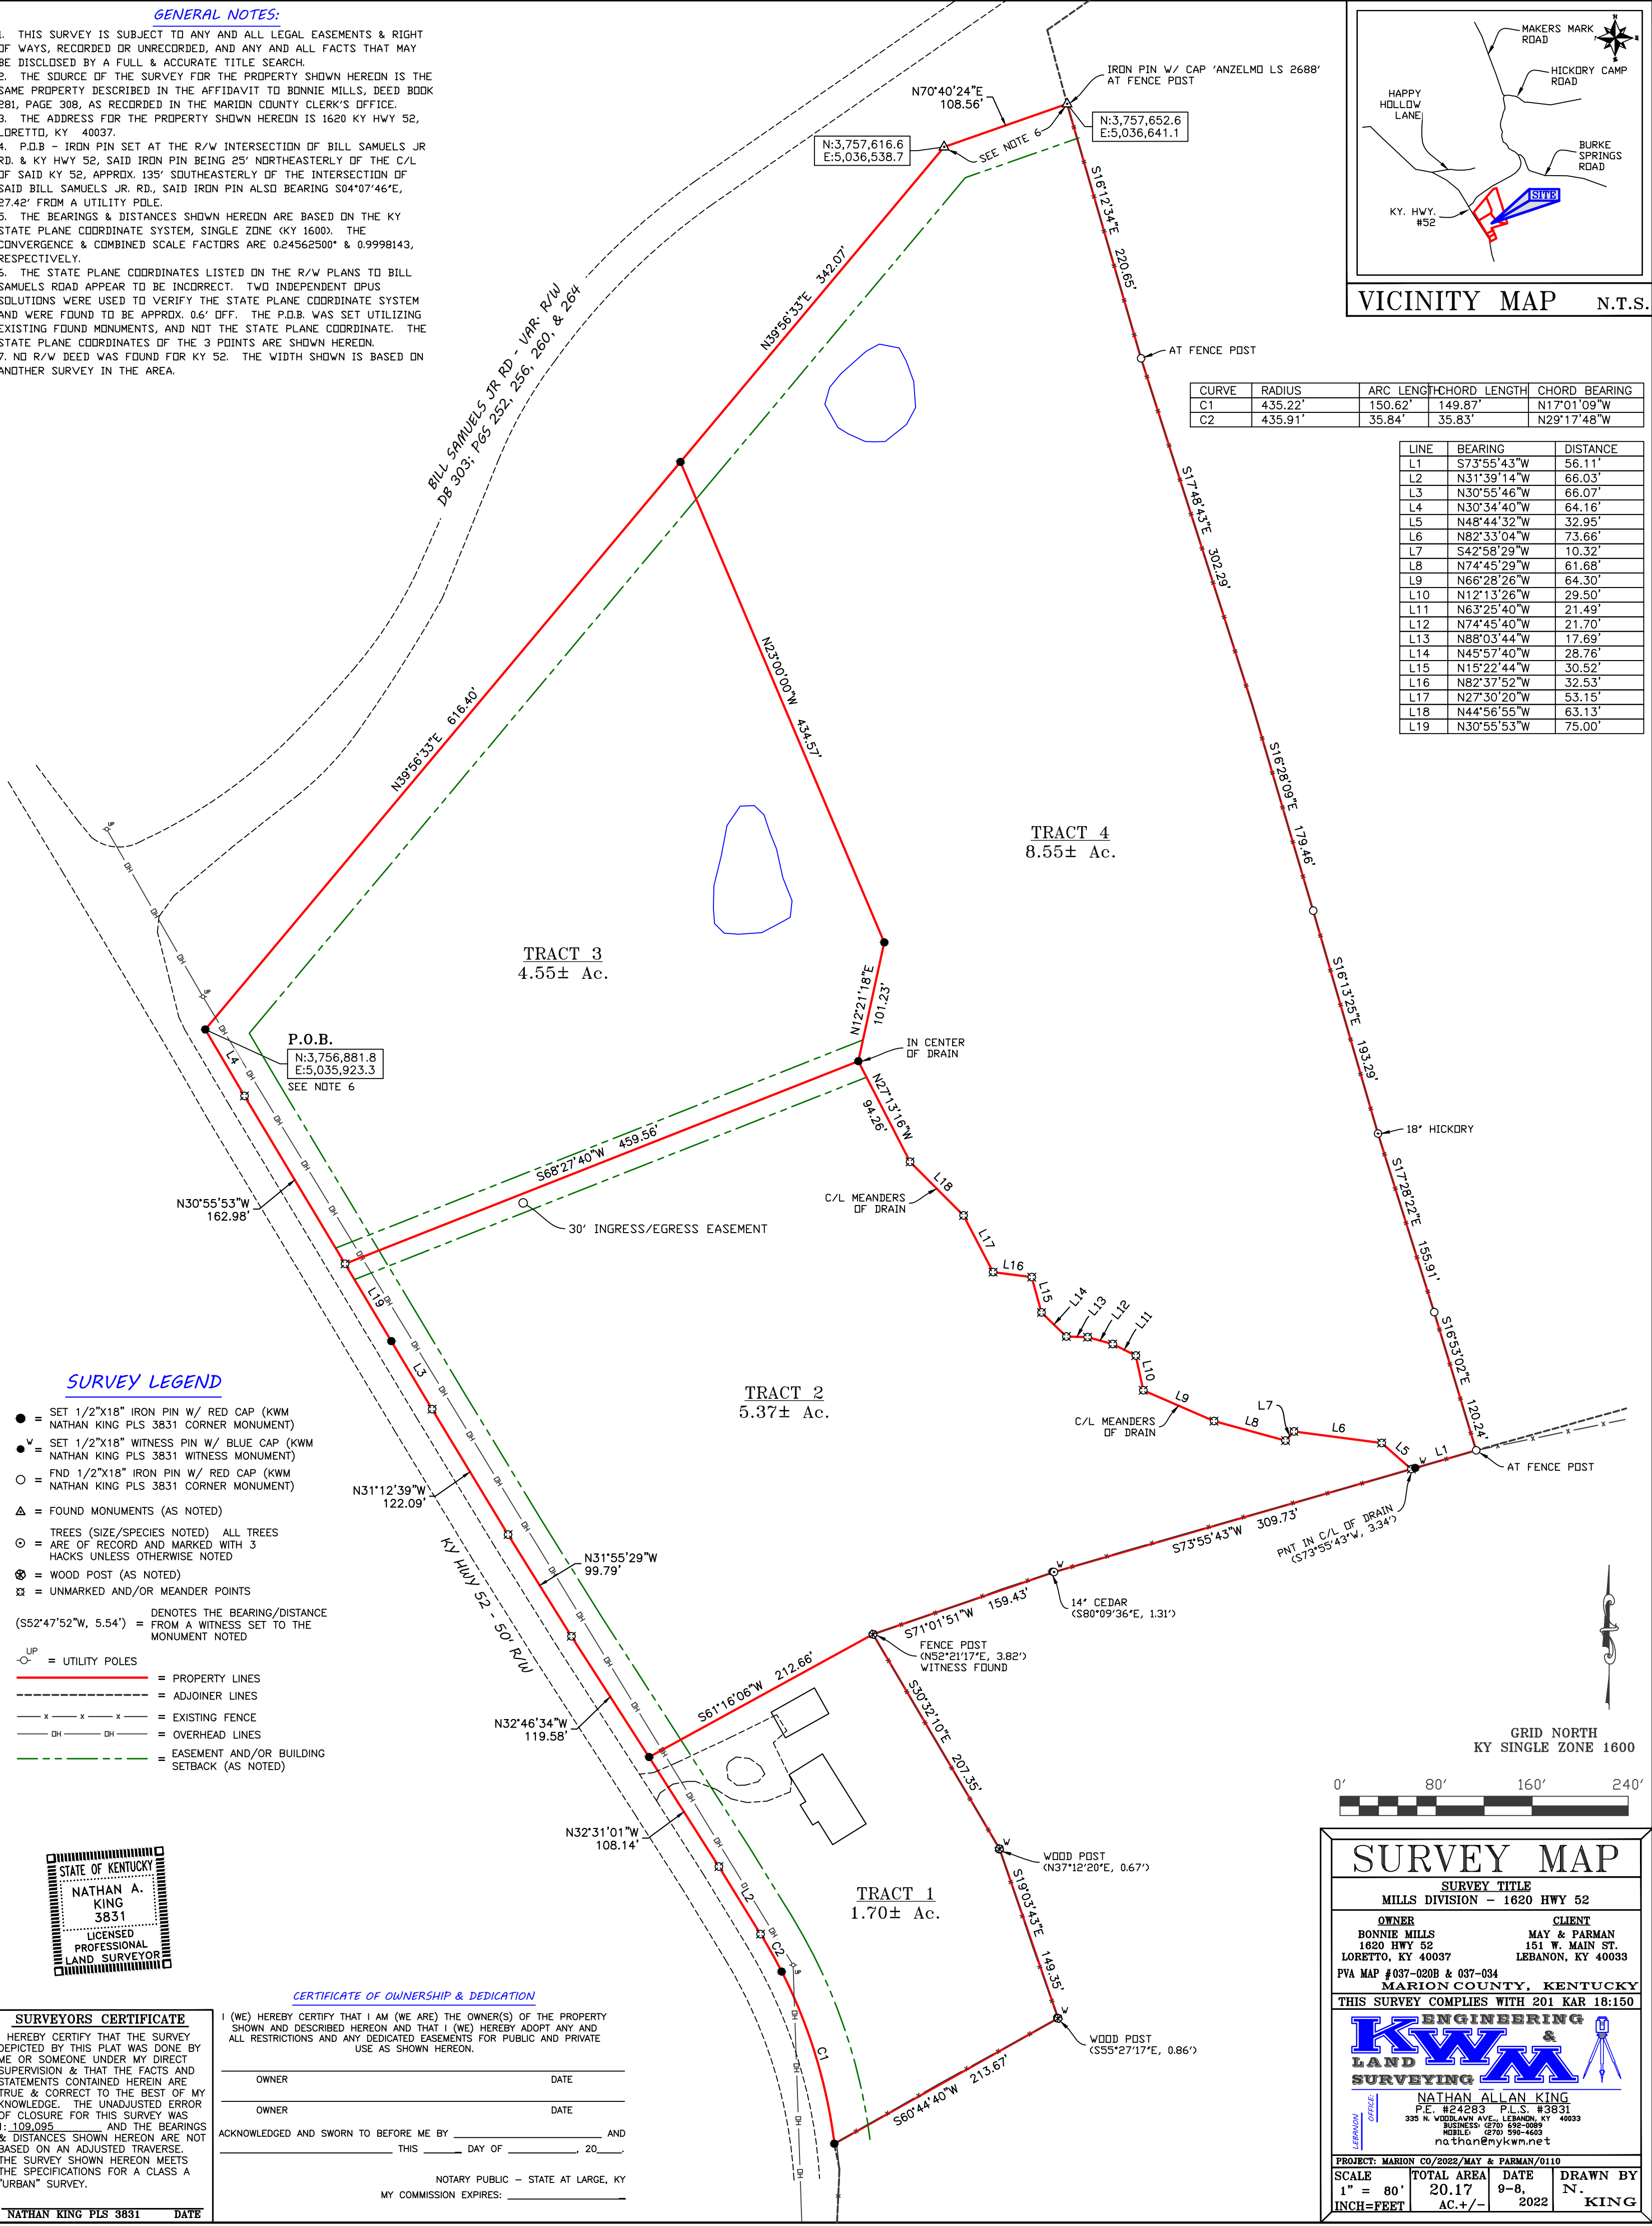 GENERAL NOTES:
. THIS SURVEY IS SUBJECT TO ANY AND ALL LEGAL EASEMENTS & RIGHT
OF WAYS, RECORDED OR UNRECORDED, AND ANY AND ALL FACTS THAT MAY
BE DISCLOSED BY A FULL & ACCURATE TITLE SEARCH.
2. THE SOURCE OF THE SURVEY FOR THE PROPERTY SHOWN HEREON IS THE
SAME PROPERTY DESCRIBED IN THE AFFIDAVIT TO BONNIE MILLS, DEED BOOK
281, PAGE 308, AS RECORDED IN THE MARION COUNTY CLERK'S OFFICE.
3. THE ADDRESS FOR THE PROPERTY SHOWN HEREON IS 1620 KY HWY 52,
LORETTO, KY 40037.
4. P.O.B - IRON PIN SET AT THE R/W INTERSECTION OF BILL SAMUELS JR
RD. & KY HWY 52, SAID IRON PIN BEING 25' NORTHEASTERLY OF THE C/L
OF SAID KY 52, APPROX. 135' SOUTHEASTERLY OF THE INTERSECTION OF
SAID BILL SAMUELS JR. RD., SAID IRON PIN ALSO BEARING S04°07'46"E,
27.42' FROM A UTILITY POLE.
5. THE BEARINGS & DISTANCES SHOWN HEREON ARE BASED ON THE KY
STATE PLANE COORDINATE SYSTEM, SINGLE ZONE (KY 1600). THE
CONVERGENCE & COMBINED SCALE FACTORS ARE 0.24562500° & 0.9998143,
RESPECTIVELY.
6. THE STATE PLANE COORDINATES LISTED ON THE R/W PLANS TO BILL
SAMUELS ROAD APPEAR TO BE INCORRECT. TWO INDEPENDENT OPUS
SOLUTIONS WERE USED TO VERIFY THE STATE PLANE COORDINATE SYSTEM
AND WERE FOUND TO BE APPROX. 0.6' OFF. THE P.O.B. WAS SET UTILIZING
EXISTING FOUND MONUMENTS, AND NOT THE STATE PLANE COORDINATE. THE
STATE PLANE COORDINATES OF THE 3 POINTS ARE SHOWN HEREON.
7. NO R/W DEED WAS FOUND FOR KY 52. THE WIDTH SHOWN IS BASED ON
ANOTHER SURVEY IN THE AREA.
MAKERS MARK
ROAD
HICKORY CAMP
ROAD
HAPPY
HOLLOW
LANE
BURKE
SPRINGS
ROAD
KY. HWY.
#52
SITE
VICINITY MAP N.T.S.
IRON PIN W/ CAP 'ANZELMO LS 2688'
AT FENCE POST
N70°40'24"E
108.56'
N:3,757,652.6
E:5,036,641.1
N:3,757,616.6
E:5,036,538.7
SEE NOTE 6
S16°12'34"E 220.65'
N39°56'33"E 342.07'
AT FENCE POST
BILL SAMUELS JR RD - VAR. R/W
DB 303; PGS 252, 256, 260, & 264
CURVE RADIUS ARC LENGTH CHORD LENGTH CHORD BEARING
C1 435.22' 150.62' 149.87' N17°01'09"W
C2 435.91' 35.84' 35.83' N29°17'48"W
LINE BEARING DISTANCE
L1 S73°55'43"W 56.11'
L2 N31°39'14"W 66.03'
L3 N30°55'46"W 66.07'
L4 N30°34'40"W 64.16'
L5 N48°44'32"W 32.95'
L6 N82°33'04"W 73.66'
L7 S42°58'29"W 10.32'
L8 N74°45'29"W 61.68'
L9 N66°28'26"W 64.30'
L10 N12°13'26"W 29.50'
L11 N63°25'40"W 21.49'
L12 N74°45'40"W 21.70'
L13 N88°03'44"W 17.69'
L14 N45°57'40"W 28.76'
L15 N15°22'44"W 30.52'
L16 N82°37'52"W 32.53'
L17 N27°30'20"W 53.15'
L18 N44°56'55"W 63.13'
L19 N30°55'53"W 75.00'
S17°48'43"E 302.29'
N23°00'00"W 434.57'
N39°56'33"E 616.40'
S16°28'09"E 179.46'
TRACT 4
8.55± Ac.
TRACT 3
4.55± Ac.
S16°13'25"E 193.29'
N12°21'18"E
101.23'
P.O.B.
N:3,756,881.8
E:5,035,923.3
SEE NOTE 6
L4
IN CENTER
OF DRAIN
N27°13'16"W
94.26'
18" HICKORY
S68°27'40"W 459.56'
S17°28'22"E 155.91'
N30°55'53"W
162.98'
C/L MEANDERS
OF DRAIN
L18
30' INGRESS/EGRESS EASEMENT
L17
L16
L15
L14
L13
L12
L11
L10
L19
S16°53'02"E 120.24'
L3
TRACT 2
5.37± Ac.
C/L MEANDERS
OF DRAIN
L9
L8
L7
L6
L5
W
L1
AT FENCE POST
PNT IN C/L OF DRAIN
(S73°55'43"W, 3.34')
S73°55'43"W 309.73'
SURVEY LEGEND
= SET 1/2"X18" IRON PIN W/ RED CAP (KWM
NATHAN KING PLS 3831 CORNER MONUMENT)
W = SET 1/2"X18" WITNESS PIN W/ BLUE CAP (KWM
NATHAN KING PLS 3831 WITNESS MONUMENT)
= FND 1/2"X18" IRON PIN W/ RED CAP (KWM
NATHAN KING PLS 3831 CORNER MONUMENT)
= FOUND MONUMENTS (AS NOTED)
TREES (SIZE/SPECIES NOTED) ALL TREES
= ARE OF RECORD AND MARKED WITH 3
HACKS UNLESS OTHERWISE NOTED
= WOOD POST (AS NOTED)
= UNMARKED AND/OR MEANDER POINTS
DENOTES THE BEARING/DISTANCE
(S52°47'52"W, 5.54') = FROM A WITNESS SET TO THE
MONUMENT NOTED
UP
= UTILITY POLES
= PROPERTY LINES
= ADJOINER LINES
x x x = EXISTING FENCE
OH OH = OVERHEAD LINES
= EASEMENT AND/OR BUILDING
SETBACK (AS NOTED)
N31°12'39"W
122.09'
N31°55'29"W
99.79'
KY HWY 52 - 50' R/W
W
14" CEDAR
(S80°09'36"E, 1.31')
S71°01'51"W 159.43'
FENCE POST
(N52°21'17"E, 3.82')
WITNESS FOUND
S61°16'06"W 212.66'
N32°46'34"W
119.58'
S30°32'10"E 207.35'
N32°31'01"W
108.14'
W
WOOD POST
(N37°12'20"E, 0.67')
TRACT 1
1.70± Ac.
L2
C2
S19°03'43"E 149.35'
W
WOOD POST
(S55°27'17"E, 0.86')
C1
S60°44'40"W 213.67'
GRID NORTH
KY SINGLE ZONE 1600
0' 80' 160' 240'
STATE OF KENTUCKY
NATHAN A.
KING
3831
LICENSED
PROFESSIONAL
LAND SURVEYOR
SURVEYORS CERTIFICATE
HEREBY CERTIFY THAT THE SURVEY
DEPICTED BY THIS PLAT WAS DONE BY
ME OR SOMEONE UNDER MY DIRECT
SUPERVISION & THAT THE FACTS AND
STATEMENTS CONTAINED HEREIN ARE
TRUE & CORRECT TO THE BEST OF MY
KNOWLEDGE. THE UNADJUSTED ERROR
OF CLOSURE FOR THIS SURVEY WAS
1: 109,095 AND THE BEARINGS
& DISTANCES SHOWN HEREON ARE NOT
BASED ON AN ADJUSTED TRAVERSE.
THE SURVEY SHOWN HEREON MEETS
THE SPECIFICATIONS FOR A CLASS A
"URBAN" SURVEY.
NATHAN KING PLS 3831 DATE
CERTIFICATE OF OWNERSHIP & DEDICATION
I (WE) HEREBY CERTIFY THAT I AM (WE ARE) THE OWNER(S) OF THE PROPERTY
SHOWN AND DESCRIBED HEREON AND THAT I (WE) HEREBY ADOPT ANY AND
ALL RESTRICTIONS AND ANY DEDICATED EASEMENTS FOR PUBLIC AND PRIVATE
USE AS SHOWN HEREON.
OWNER DATE
OWNER DATE
ACKNOWLEDGED AND SWORN TO BEFORE ME BY AND
THIS DAY OF , 20 .
NOTARY PUBLIC - STATE AT LARGE, KY
MY COMMISSION EXPIRES:
SURVEY MAP
SURVEY TITLE
MILLS DIVISION - 1620 HWY 52
OWNER
BONNIE MILLS
1620 HWY 52
LORETTO, KY 40037
CLIENT
MAY & PARMAN
151 W. MAIN ST.
LEBANON, KY 40033
PVA MAP #037-020B & 037-034
MARION COUNTY, KENTUCKY
THIS SURVEY COMPLIES WITH 201 KAR 18:150
KWM
ENGINEERING
&
LAND
SURVEYING
LEBANON
OFFICE:
NATHAN ALLAN KING
P.E. #24283 P.L.S. #3831
335 N. WOODLAWN AVE., LEBANON, KY 40033
BUSINESS: (270) 692-0089
MOBILE: (270) 590-4603
nathan@mykwm.net
PROJECT: MARION CO/2022/MAY & PARMAN/0110
SCALE
1" = 80'
INCH=FEET
TOTAL AREA
20.17
AC.+/-
DATE
9-8,
2022
DRAWN BY
N.
KING